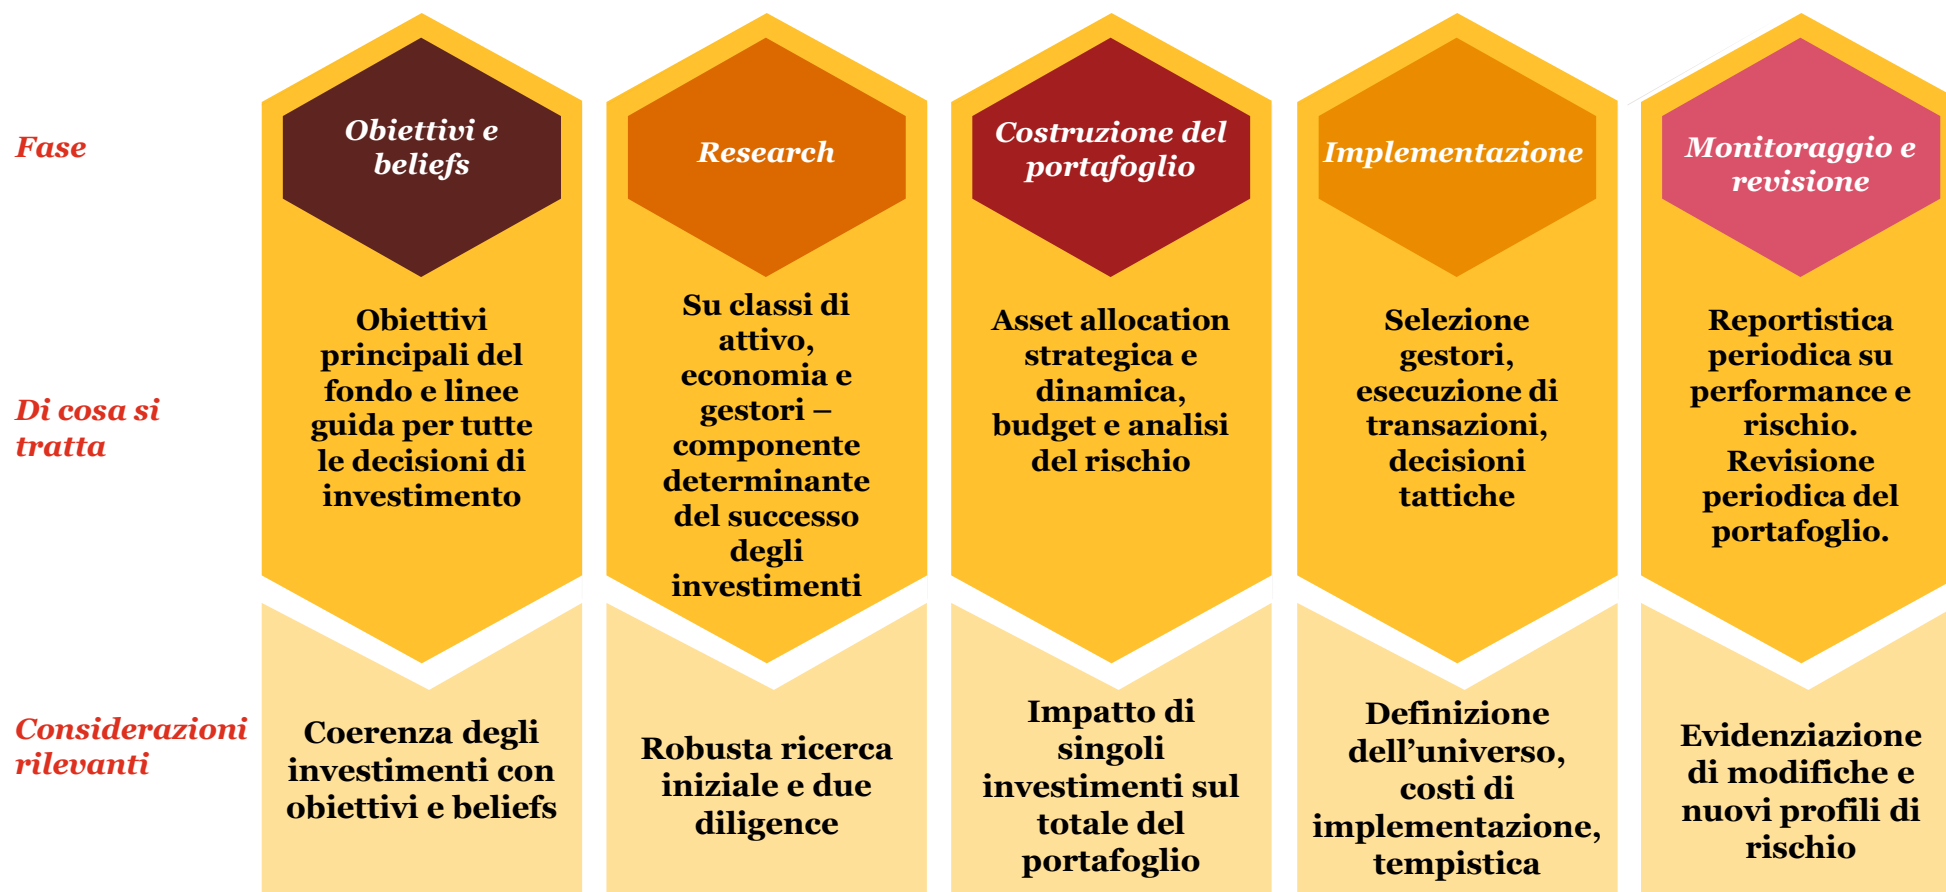 Fase
Obiettivi e
beliefs
Research
Costruzione del
portafoglio
Implementazione
Monitoraggio e
revisione
Di cosa si
tratta
Obiettivi
principali del
fondo e linee
guida per tutte
le decisioni di
investimento
Su classi di
attivo,
economia e
gestori –
componente
determinante
del successo
degli
investimenti
Asset allocation
strategica e
dinamica,
budget e analisi
del rischio
Selezione
gestori,
esecuzione di
transazioni,
decisioni
tattiche
Reportistica
periodica su
performance e
rischio.
Revisione
periodica del
portafoglio.
Considerazioni
rilevanti
Coerenza degli
investimenti con
obiettivi e beliefs
Robusta ricerca
iniziale e due
diligence
Impatto di
singoli
investimenti sul
totale del
portafoglio
Definizione
dell’universo,
costi di
implementazione,
tempistica
Evidenziazione
di modifiche e
nuovi profili di
rischio